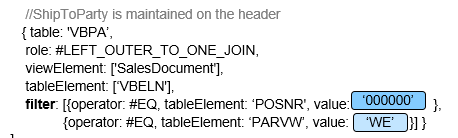 //ShipToParty is maintained on the header
{ table: 'VBPA’,
role: #LEFT_OUTER_TO_ONE_JOIN,
viewElement: ['SalesDocument'],
tableElement: [‘VBELN'],
filter: [{operator: #EQ, tableElement: ‘POSNR', value: ‘000000’ },
{operator: #EQ, tableElement: ‘PARVW’, value: ‘WE’ }] }